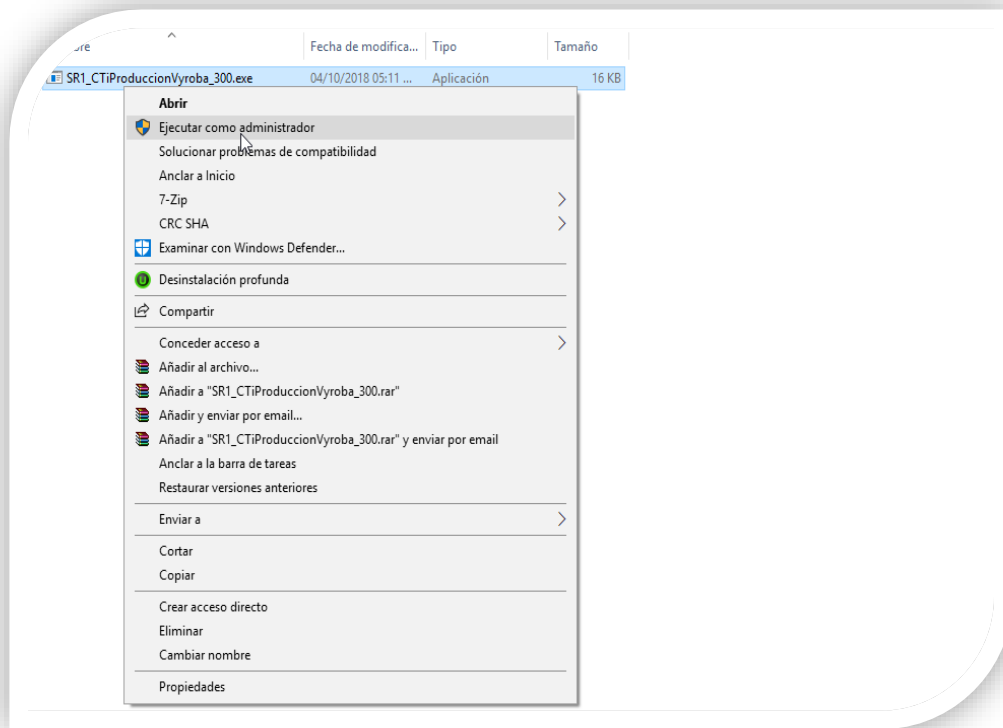 Fecha de modifica... Tipo Tamaño
SR1_CTiProduccionVyroba_300.exe 04/10/2018 05:11 ... Aplicación 16 KB
Abrir
Ejecutar como administrador
Solucionar problemas de compatibilidad
Anclar a Inicio
7-Zip
CRC SHA
Examinar con Windows Defender...
Desinstalación profunda
Compartir
Conceder acceso a
Añadir al archivo...
Añadir a "SR1_CTiProduccionVyroba_300.rar"
Añadir y enviar por email...
Añadir a "SR1_CTiProduccionVyroba_300.rar" y enviar por email
Anclar a la barra de tareas
Restaurar versiones anteriores
Enviar a
Cortar
Copiar
Crear acceso directo
Eliminar
Cambiar nombre
Propiedades